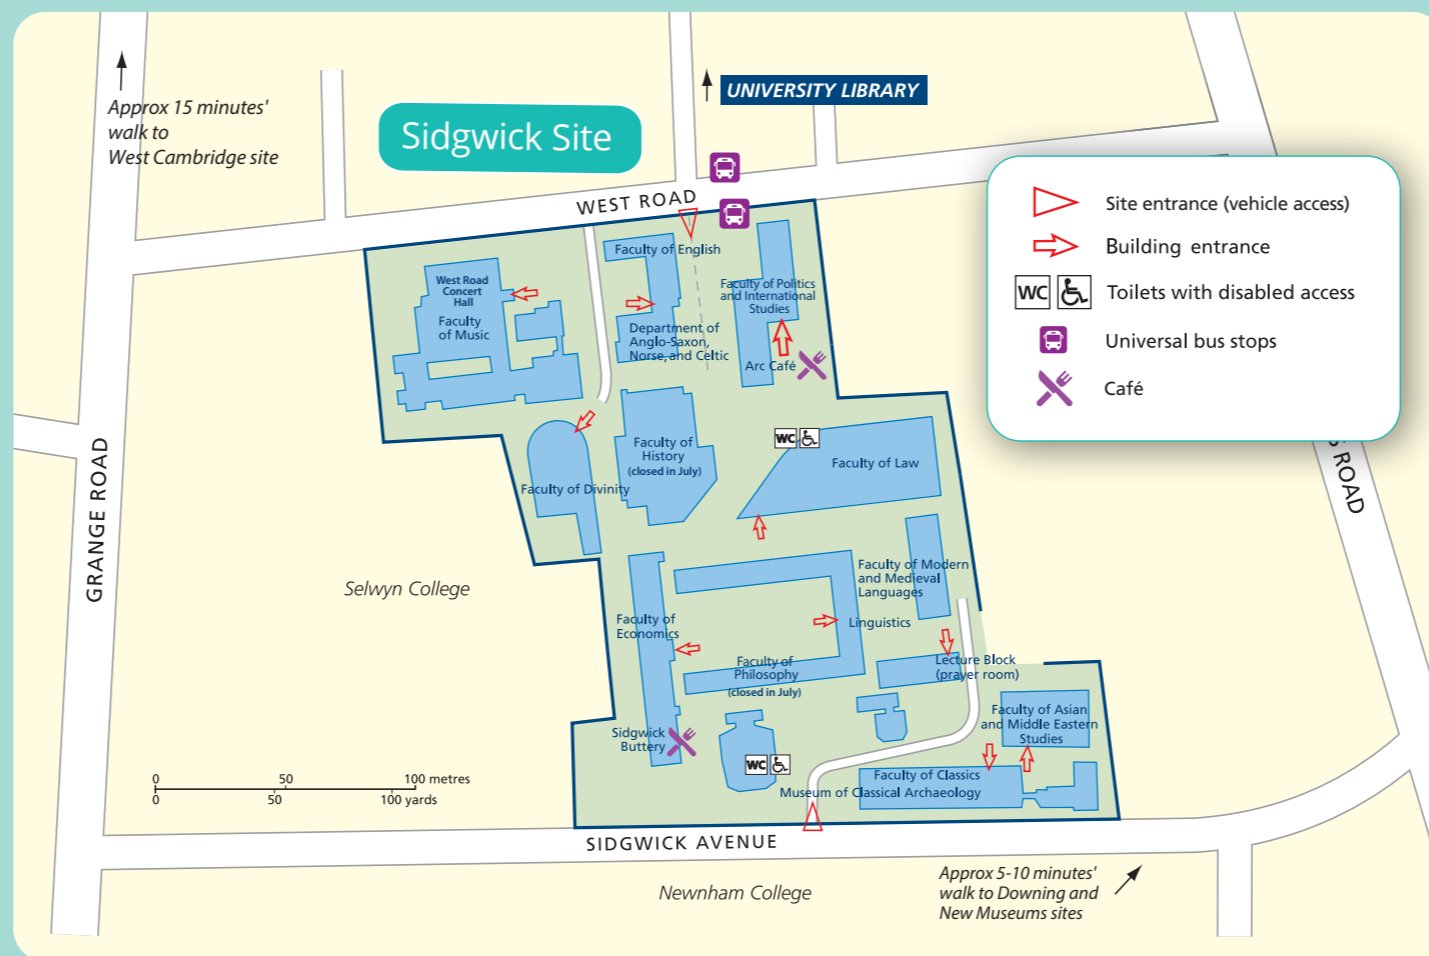 Approx 15 minutes'
walk to
West Cambridge site
Sidgwick Site
UNIVERSITY LIBRARY
WEST ROAD
Site entrance (vehicle access)
Building entrance
WC
Toilets with disabled access
Universal bus stops
Café
ROAD
GRANGE ROAD
Faculty of English
West Road
Concert
Hall
Faculty
of Music
Faculty of Politics
and International
Studies
Department of
Anglo-Saxon,
Norse, and Celtic
Arc Café
WC
Faculty of
History
(closed in July)
Faculty of Law
Faculty of Divinity
Selwyn College
Faculty of Modern
and Medieval
Languages
Faculty of
Economics
Linguistics
Faculty of
Philosophy
(closed in July)
Lecture Block
(prayer room)
Faculty of Asian
and Middle Eastern
Studies
Sidgwick
Buttery
WC
Faculty of Classics
Museum of Classical Archaeology
0 50 100 metres
0 50 100 yards
SIDGWICK AVENUE
Newnham College
Approx 5-10 minutes'
walk to Downing and
New Museums sites